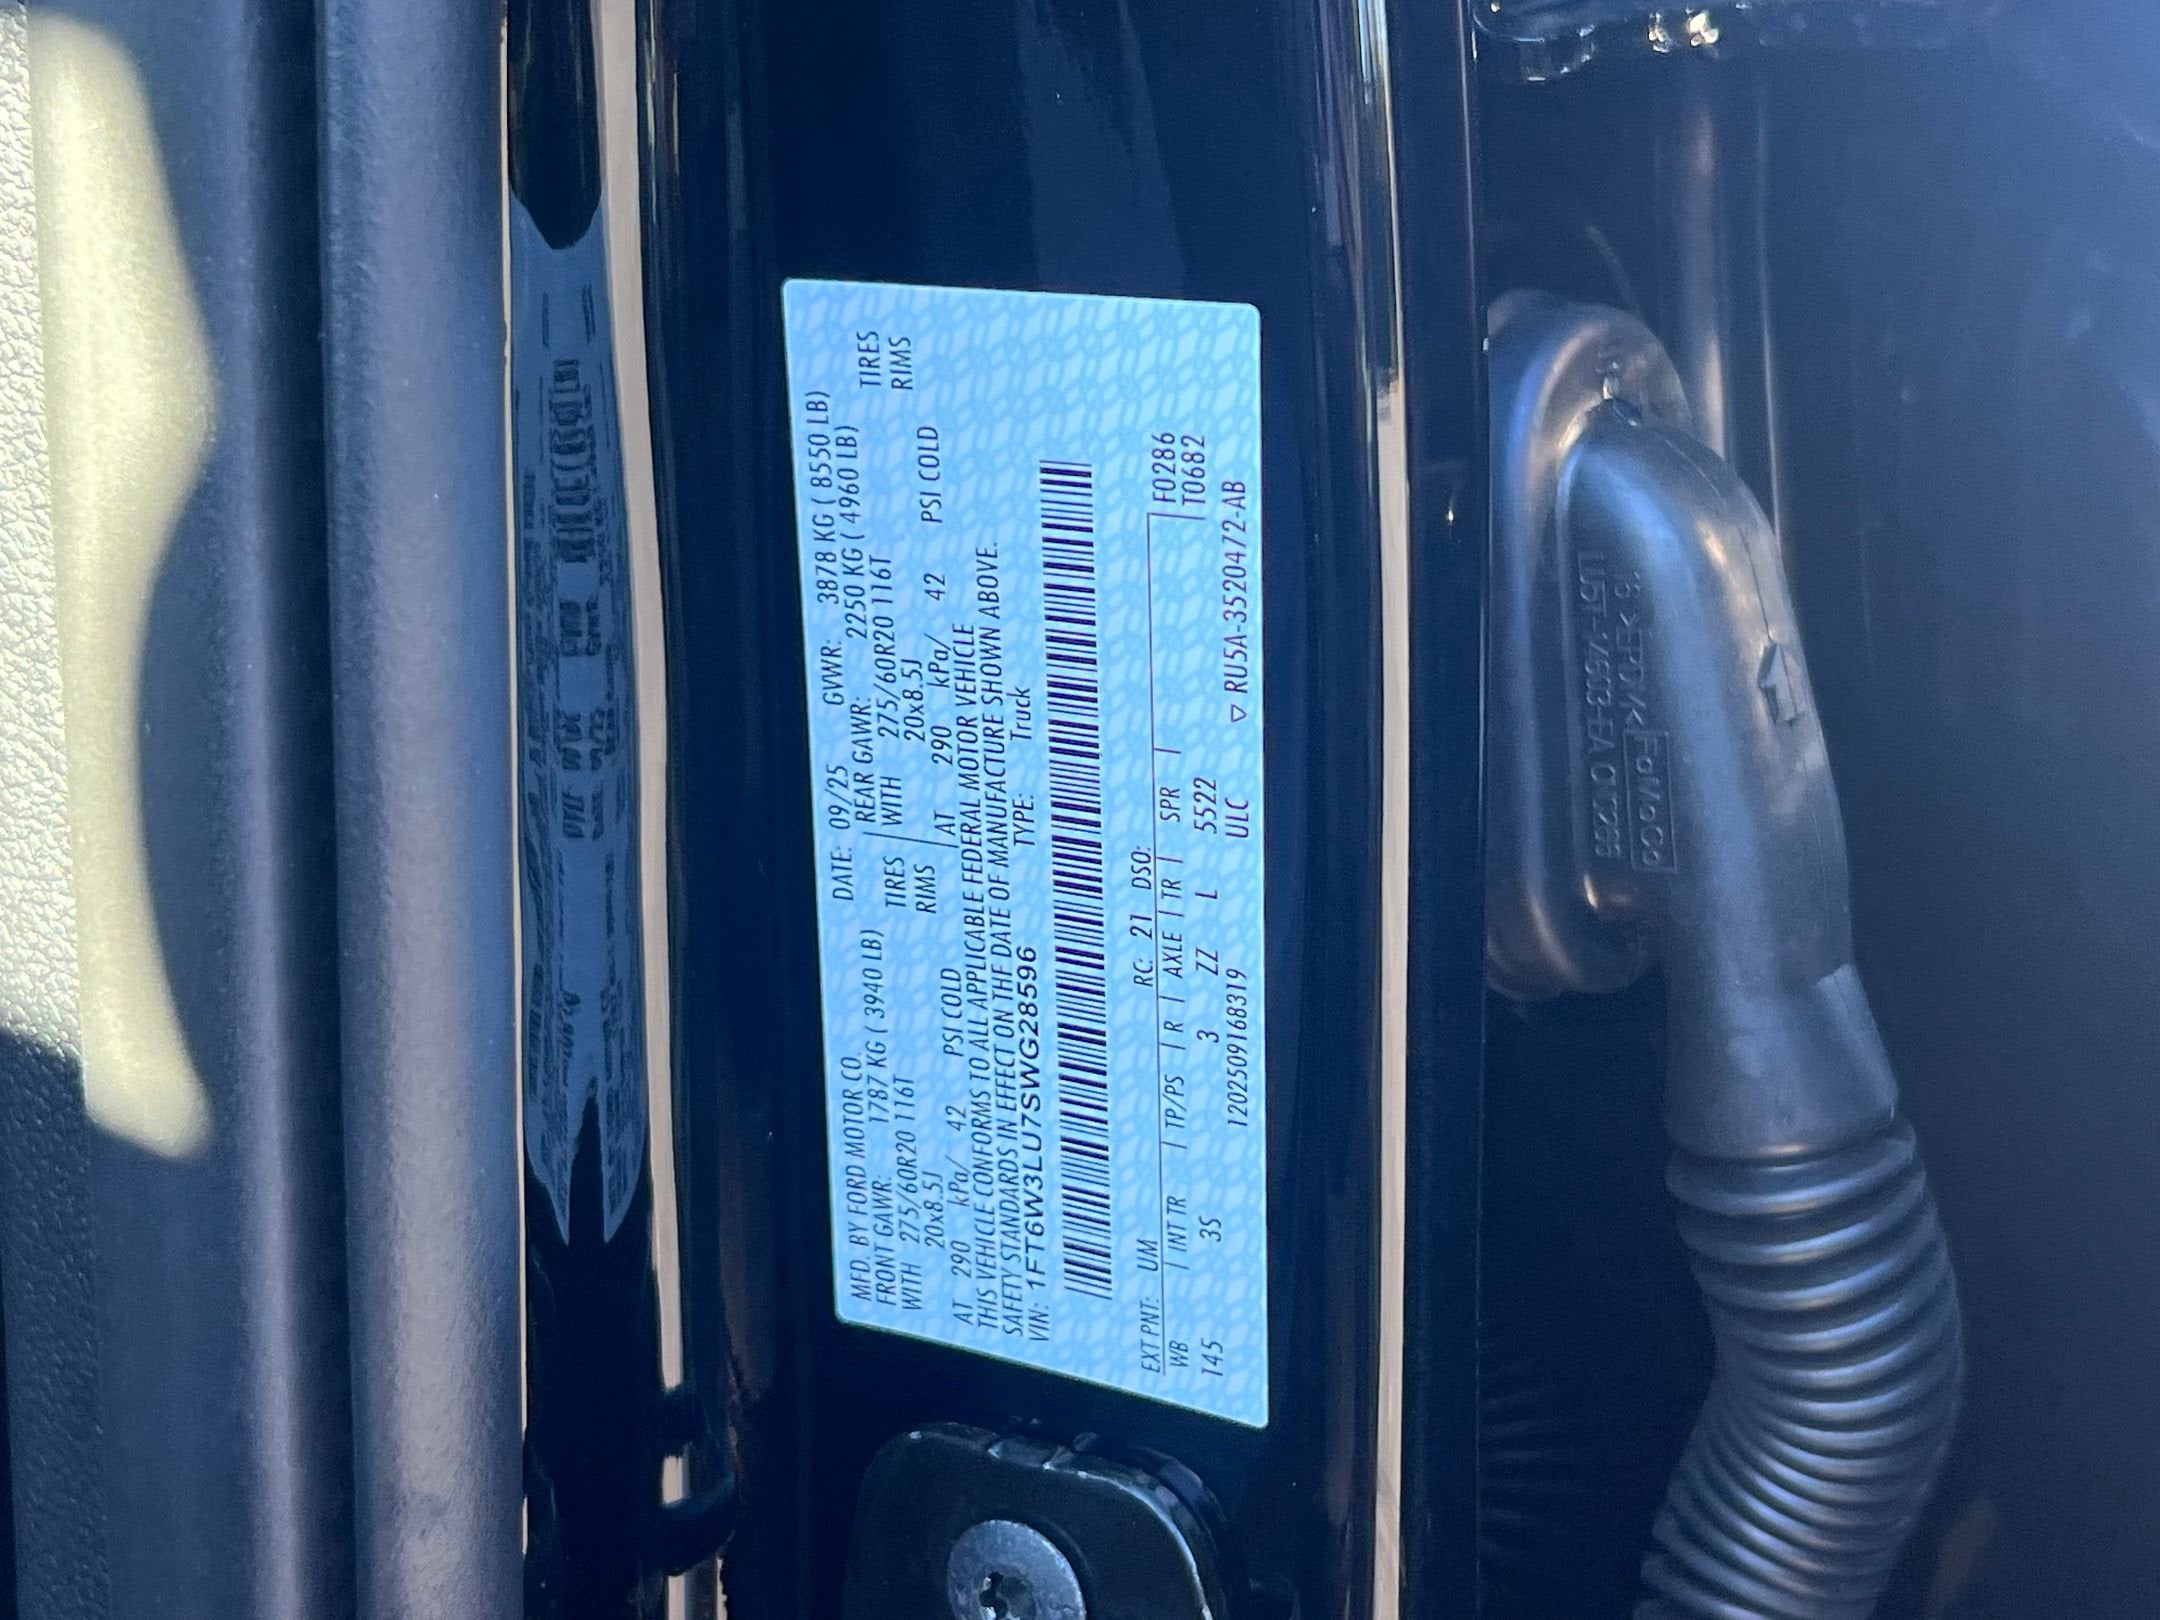 MFD. BY FORD MOTOR CO. DATE: 09/25 GVWR: 3878 KG ( 8550 LB)
FRONT GAWR: 1787 KG ( 3940 LB) REAR GAWR: 2250 KG ( 4960 LB)
WITH 275/60R20 116T TIRES WITH 275/60R20 116T TIRES
20x8.5J RIMS 20x8.5J RIMS
AT 290 kPa/ 42 PSI COLD AT 290 kPa/ 42 PSI COLD
THIS VEHICLE CONFORMS TO ALL APPLICABLE FEDERAL MOTOR VEHICLE
SAFETY STANDARDS IN EFFECT ON THE DATE OF MANUFACTURE SHOWN ABOVE.
VIN: 1FT6W3LU7SWG28596 TYPE: Truck
EXT PNT: UM RC: 21 DSO: F0286
WB | INT TR | TP/PS | R | AXLE | TR | SPR | T0682
145 3S 3 ZZ L 5522
1202509168319 ULC ▽ RU5A-3520472-AB
FoMoCo